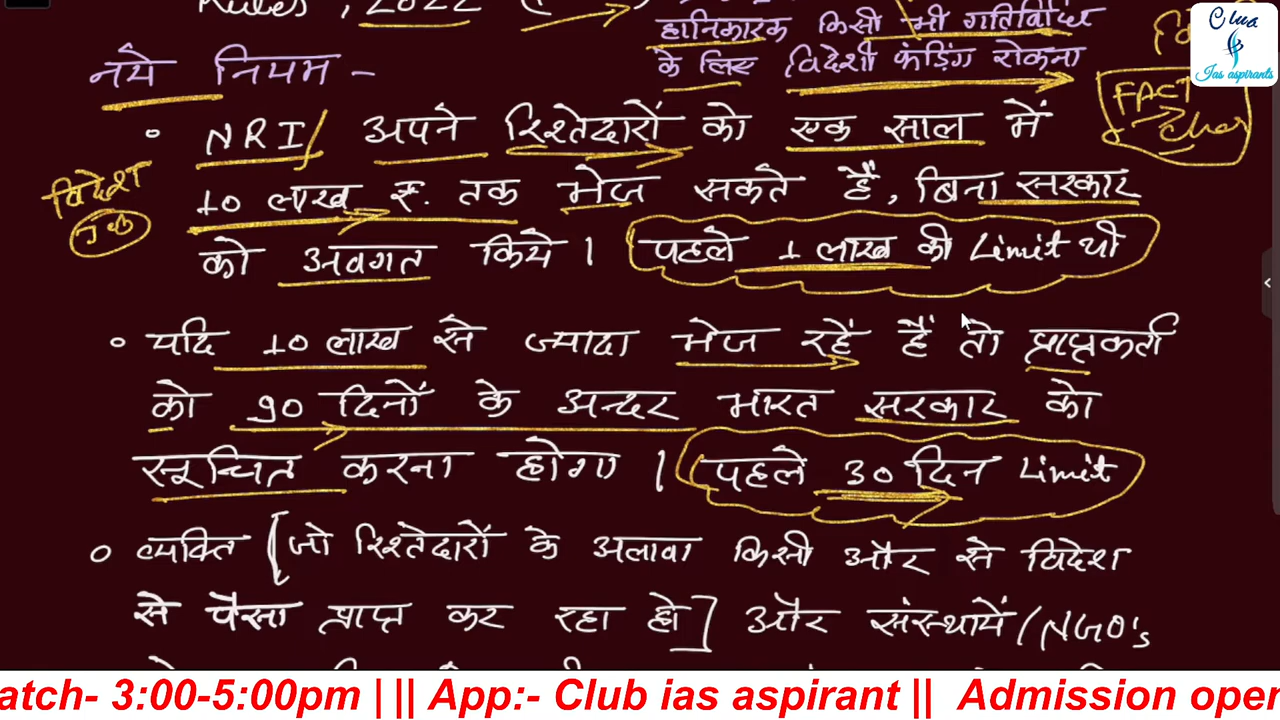 Rules, 2022
हानिकारक किसी भी गतिविधि
के लिए विदेशी फंडिंग रोकना
Club
Ias aspirants
नये नियम -
FACT
• NRI/ अपने रिश्तेदारों को एक साल में
विदेश
10 लाख रु. तक भेज सकते हैं, बिना सरकार
को अवगत किये। पहले 1 लाख की Limit थी
• यदि 10 लाख से ज्यादा भेज रहें हैं तो प्राप्तकर्ता
को 90 दिनों के अन्दर भारत सरकार को
सूचित करना होगा। पहले 30 दिन Limit
० व्यक्ति [जो रिश्तेदारों के अलावा किसी और से विदेश
से पैसा प्राप्त कर रहा हो] और संस्थायें/NGO's
atch- 3:00-5:00pm | || App:- Club ias aspirant || Admission oper